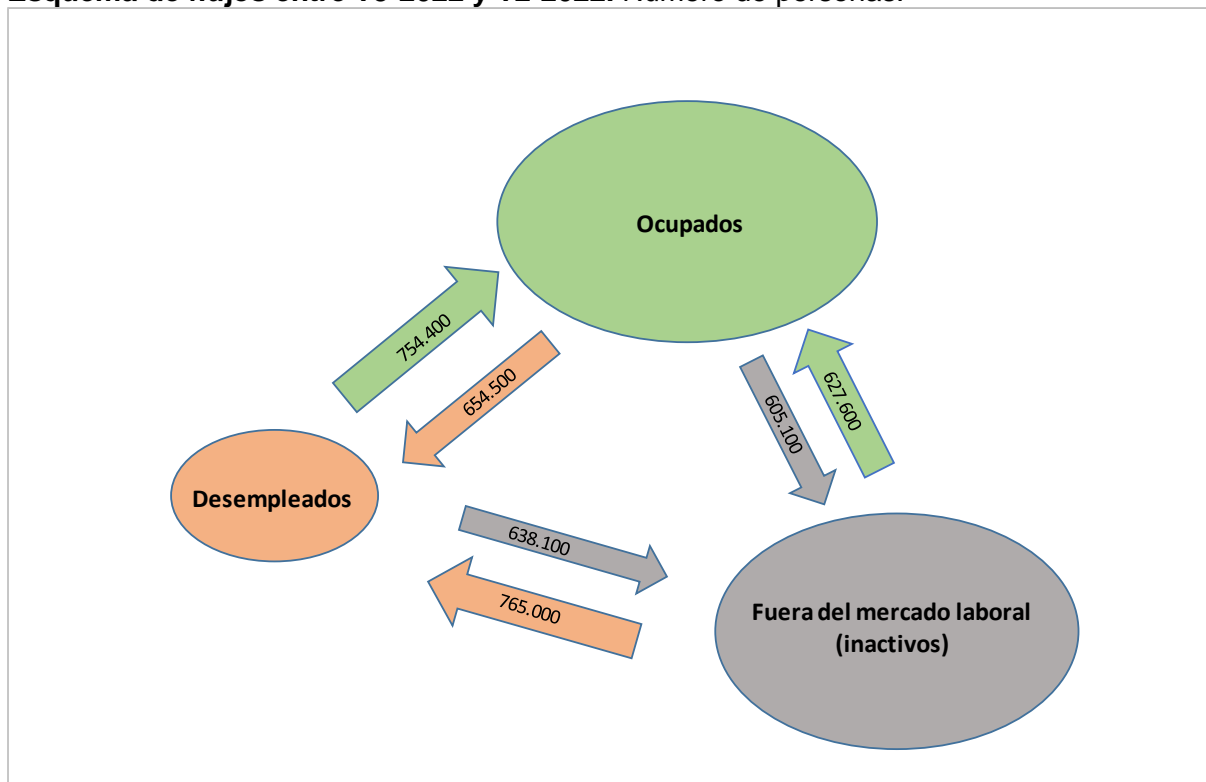 Ocupados
754.400
654.500
627.600
605.100
Desempleados
638.100
765.000
Fuera del mercado laboral
(inactivos)